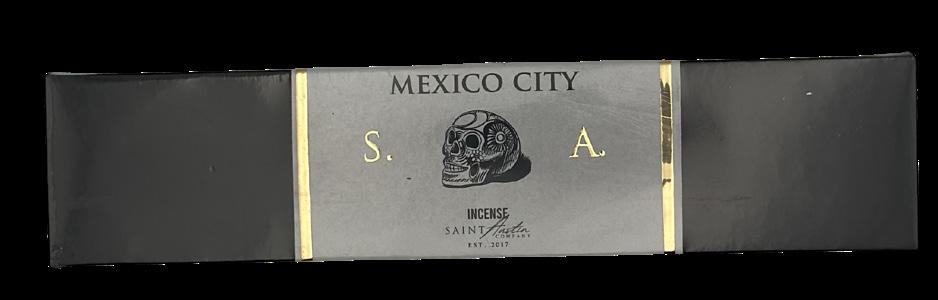 MEXICO CITY
S. A.
INCENSE
SAINT Austin
COMPANY
EST. 2017